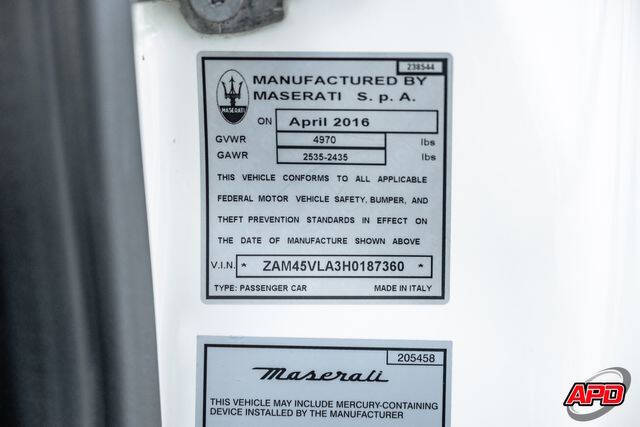 238544
MASERATI
MANUFACTURED BY
MASERATI S.p.A.
ON April 2016
GVWR 4970 lbs
GAWR 2535-2435 lbs
THIS VEHICLE CONFORMS TO ALL APPLICABLE
FEDERAL MOTOR VEHICLE SAFETY, BUMPER, AND
THEFT PREVENTION STANDARDS IN EFFECT ON
THE DATE OF MANUFACTURE SHOWN ABOVE
V.I.N. * ZAM45VLA3H0187360 *
TYPE: PASSENGER CAR MADE IN ITALY
205458
Maserati
THIS VEHICLE MAY INCLUDE MERCURY-CONTAINING
DEVICE INSTALLED BY THE MANUFACTURER
APD